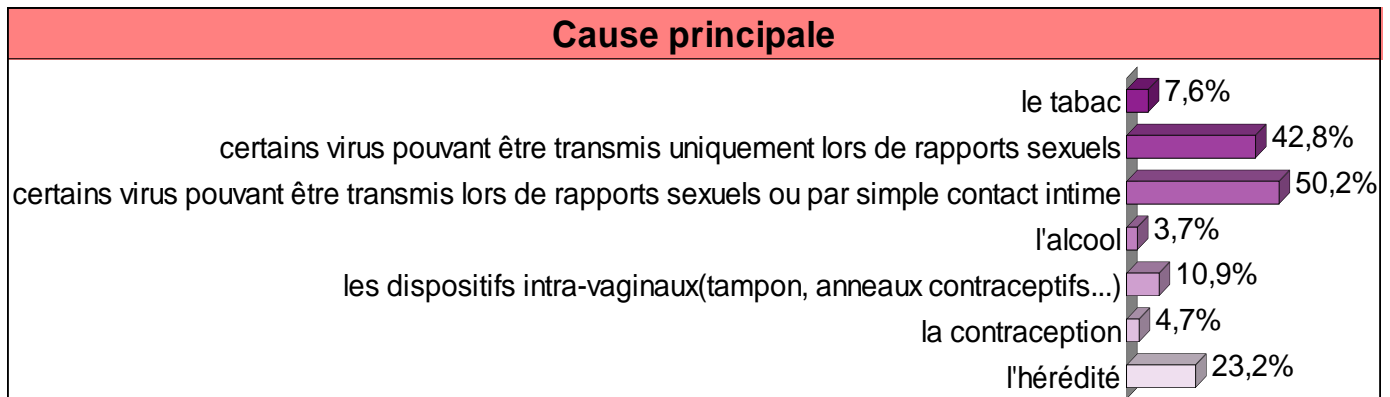 Cause principale
le tabac 7,6%
certains virus pouvant être transmis uniquement lors de rapports sexuels 42,8%
certains virus pouvant être transmis lors de rapports sexuels ou par simple contact intime 50,2%
l'alcool 3,7%
les dispositifs intra-vaginaux(tampon, anneaux contraceptifs...) 10,9%
la contraception 4,7%
l'hérédité 23,2%